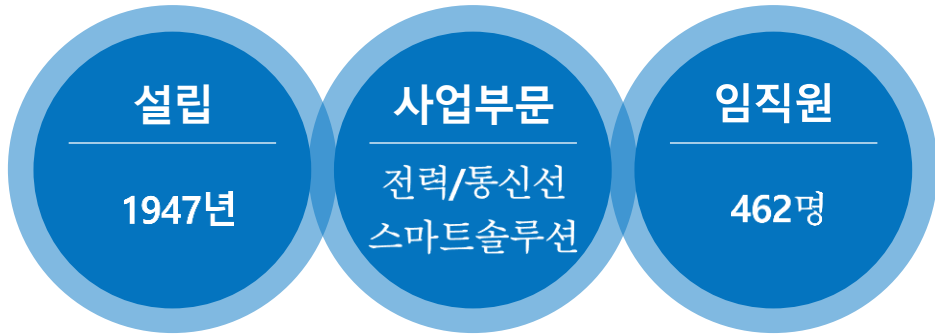 설립
1947년
사업부문
전력/통신선
스마트솔루션
임직원
462명